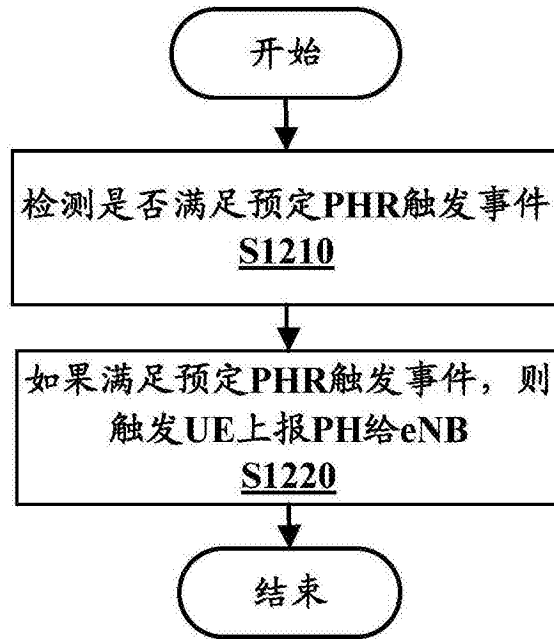 开始
检测是否满足预定PHR触发事件
S1210
如果满足预定PHR触发事件，则
触发UE上报PH给eNB
S1220
结束